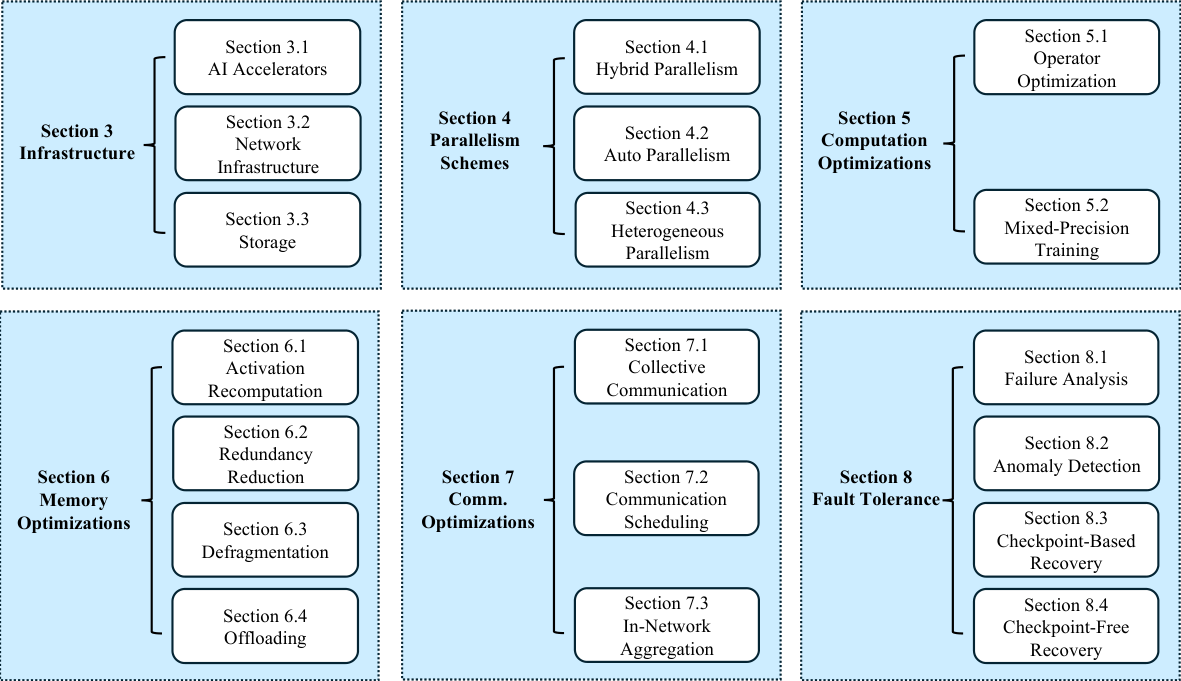 Section 3
Infrastructure
Section 3.1
AI Accelerators
Section 3.2
Network
Infrastructure
Section 3.3
Storage
Section 4
Parallelism
Schemes
Section 4.1
Hybrid Parallelism
Section 4.2
Auto Parallelism
Section 4.3
Heterogeneous
Parallelism
Section 5
Computation
Optimizations
Section 5.1
Operator
Optimization
Section 5.2
Mixed-Precision
Training
Section 6
Memory
Optimizations
Section 6.1
Activation
Recomputation
Section 6.2
Redundancy
Reduction
Section 6.3
Defragmentation
Section 6.4
Offloading
Section 7
Comm.
Optimizations
Section 7.1
Collective
Communication
Section 7.2
Communication
Scheduling
Section 7.3
In-Network
Aggregation
Section 8
Fault Tolerance
Section 8.1
Failure Analysis
Section 8.2
Anomaly Detection
Section 8.3
Checkpoint-Based
Recovery
Section 8.4
Checkpoint-Free
Recovery